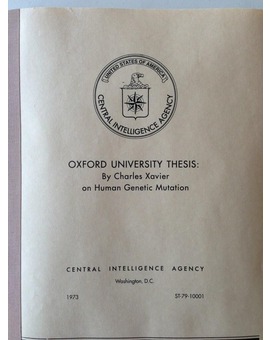 UNITED STATES OF AMERICA
CENTRAL INTELLIGENCE AGENCY
OXFORD UNIVERSITY THESIS:
By Charles Xavier
on Human Genetic Mutation
CENTRAL INTELLIGENCE AGENCY
Washington, D.C.
1973 ST-79-10001